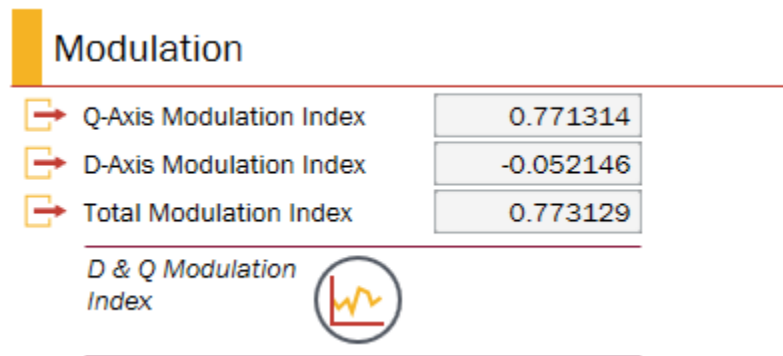 Modulation
Q-Axis Modulation Index 0.771314
D-Axis Modulation Index -0.052146
Total Modulation Index 0.773129
D & Q Modulation
Index